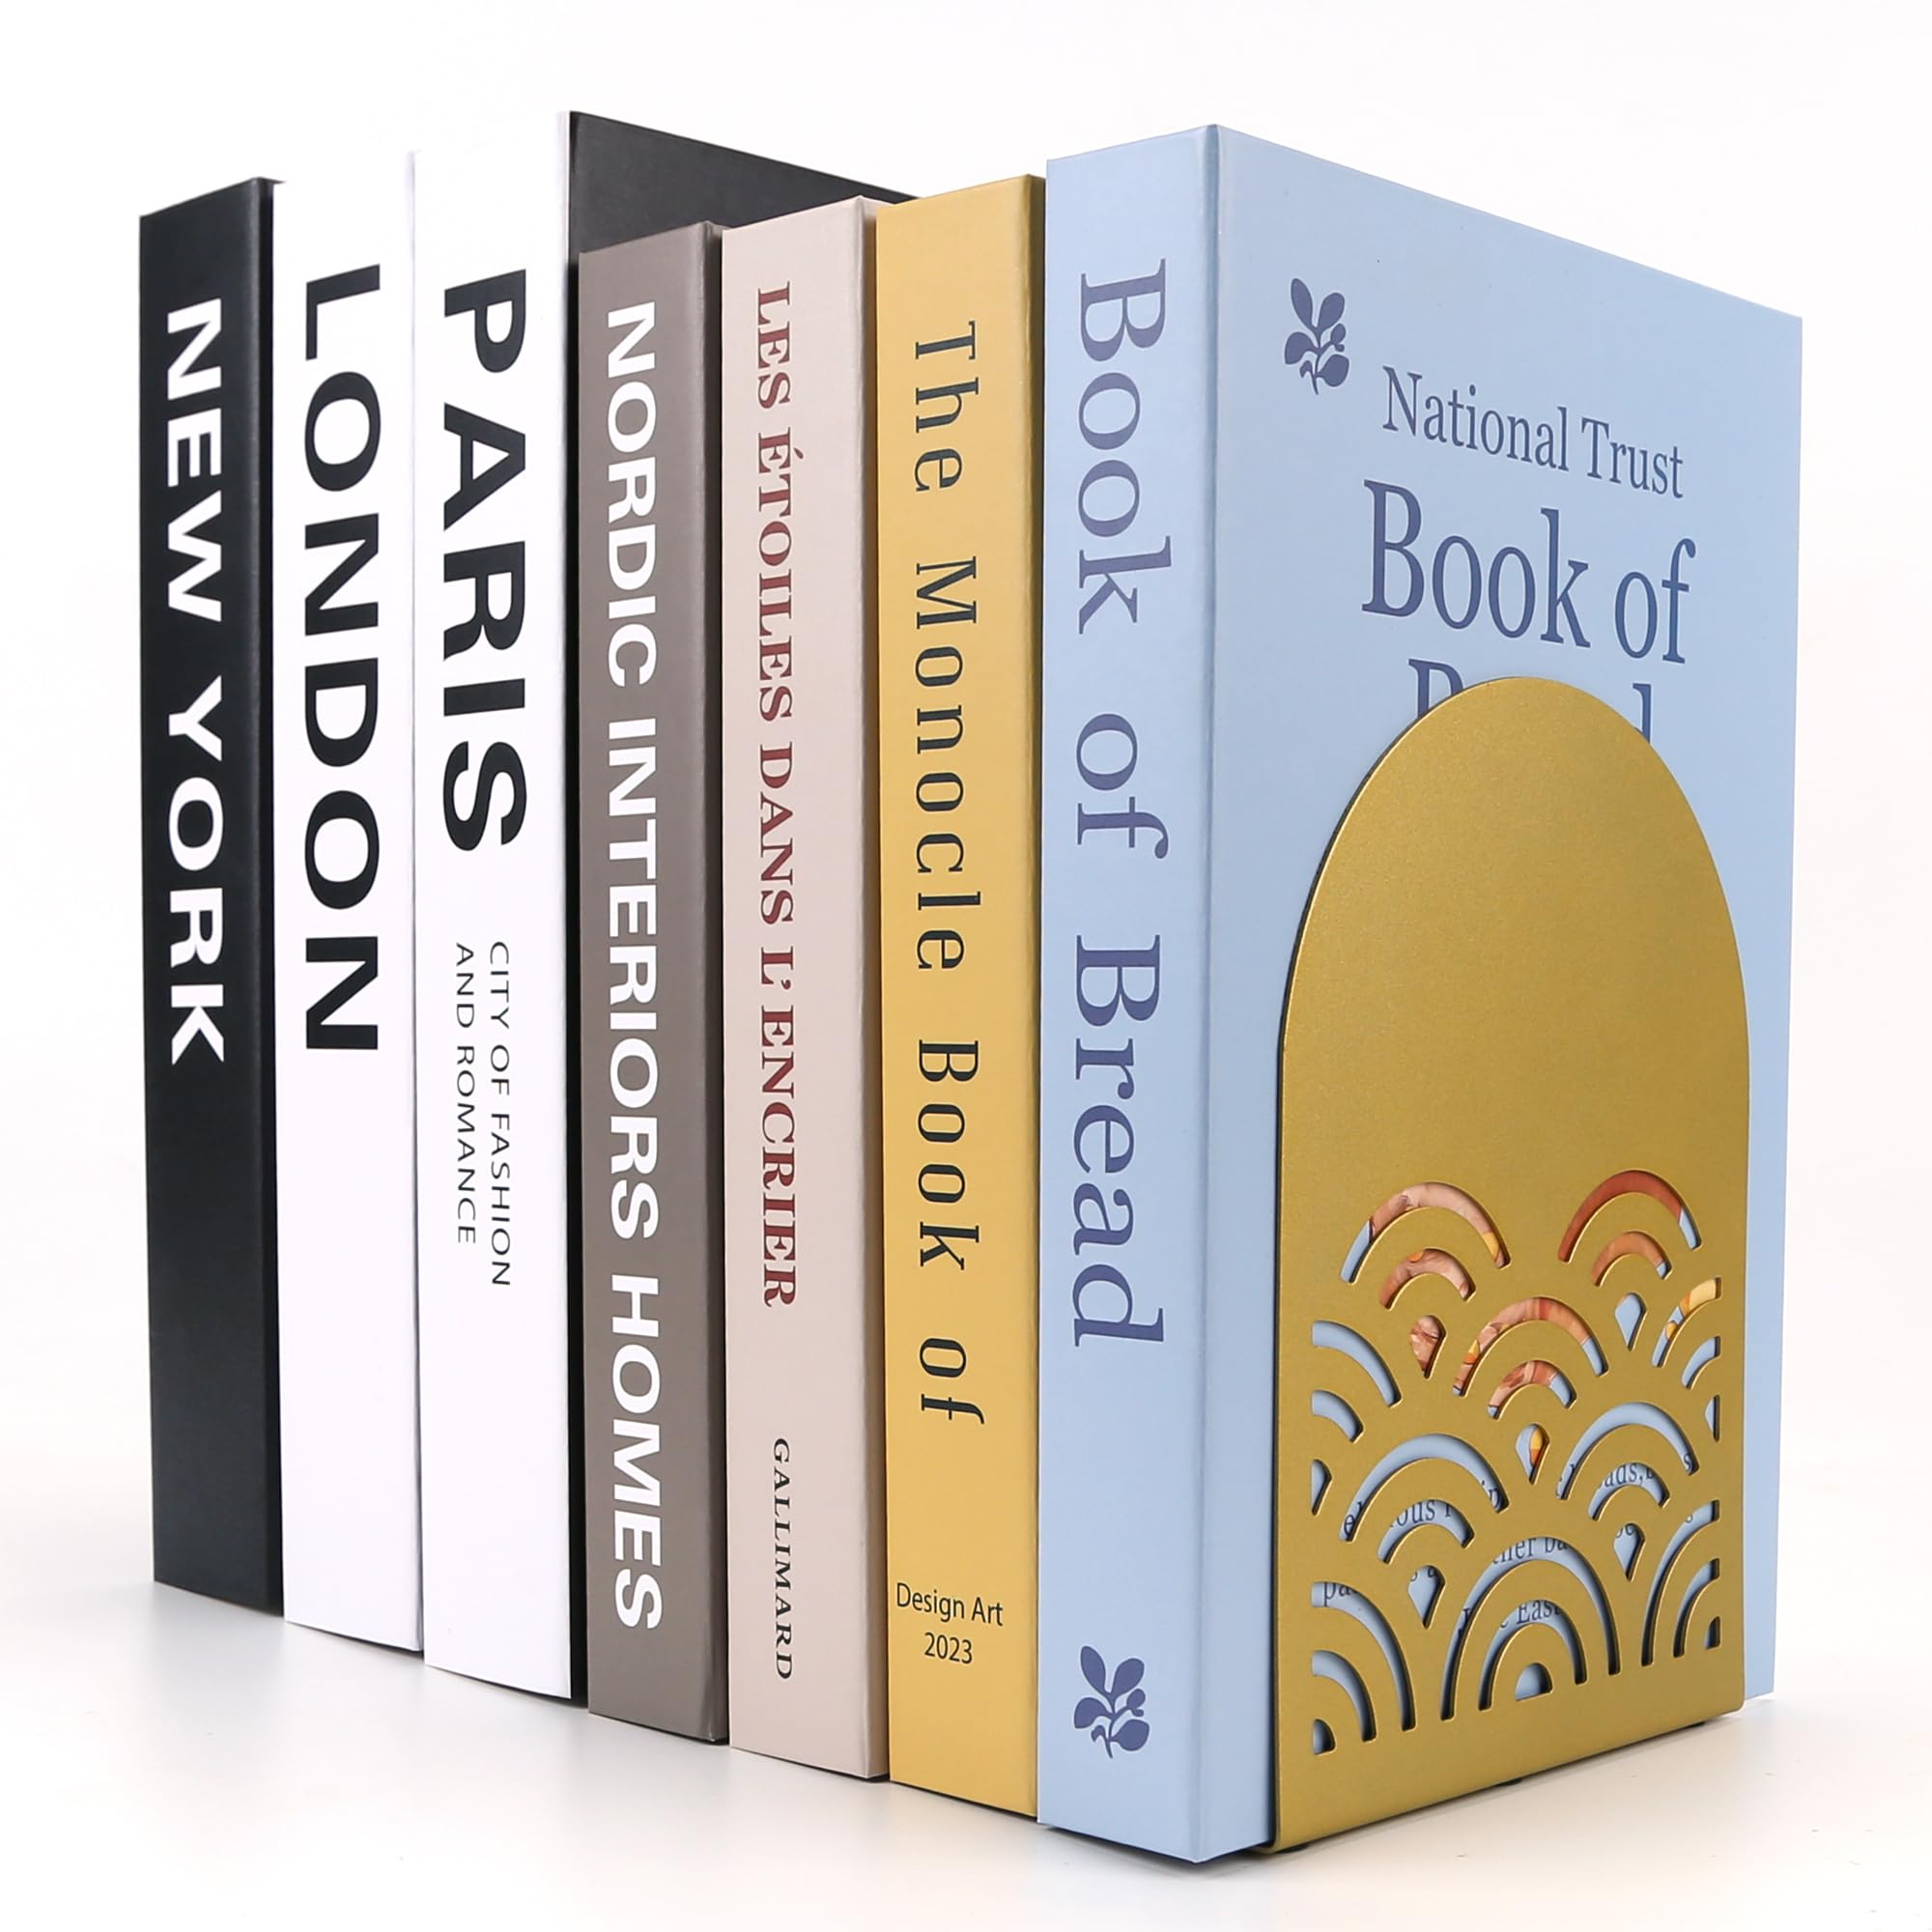 NEW YORK
LONDON
PARIS
CITY OF FASHION
AND ROMANCE
NORDIC INTERIORS HOMES
LES ÉTOILES DANS L' ENCRIER
GALLIMARD
The Monocle Book of
Design Art
2023
Book of Bread
National Trust
Book of